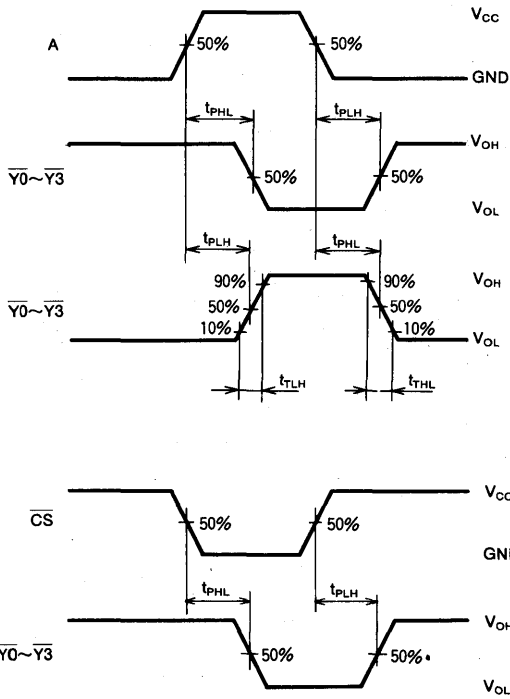 A
50%
50%
VCC
GND
tPHL
tPLH
Y0~Y3
50%
50%
VOH
VOL
tPLH
tPHL
Y0~Y3
90%
50%
10%
90%
50%
10%
VOH
VOL
tTLH
tTHL
CS
50%
50%
VCC
GN
tPHL
tPLH
Y0~Y3
50%
50%
VOH
VOL